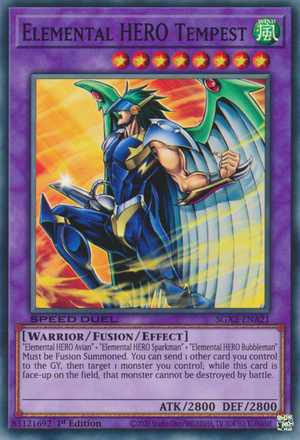 Elemental HERO Tempest
WIND
風
SPEED DUEL
SGX2-ENA21
[WARRIOR/FUSION/EFFECT]
"Elemental HERO Avian" + "Elemental HERO Sparkman" + "Elemental HERO Bubbleman"
Must be Fusion Summoned. You can send 1 other card you control
to the GY, then target 1 monster you control; while this card is
face-up on the field, that monster cannot be destroyed by battle.
ATK/2800 DEF/2800
83121692 1st Edition ©2020 Studio Dice/SHUEISHA, TV TOKYO, KONAMI